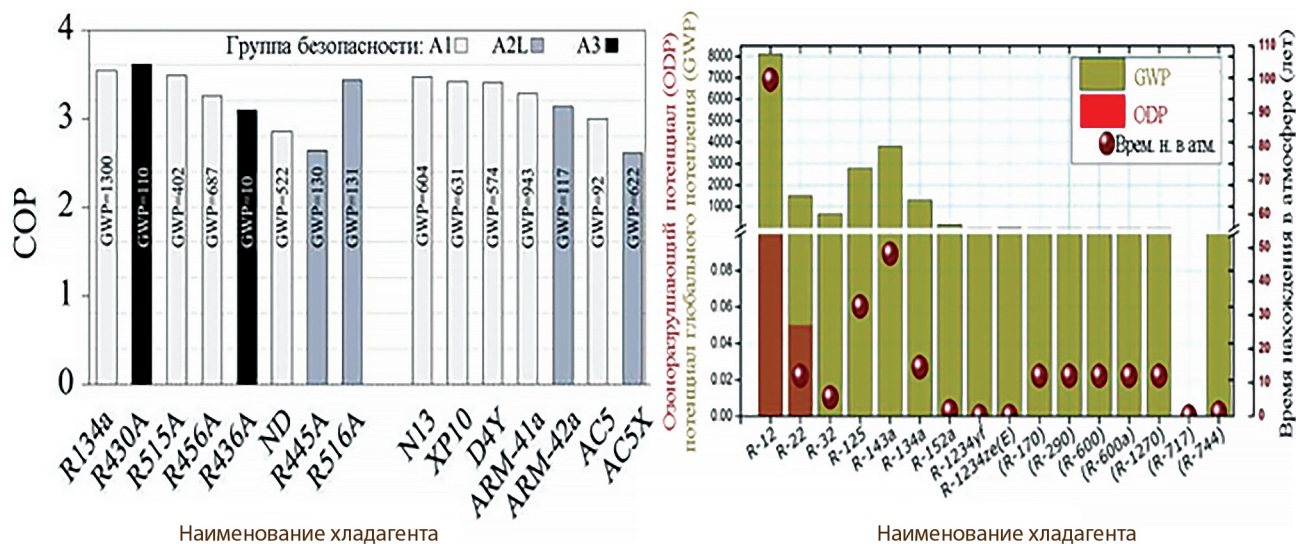 COP
4
3
2
1
0
Группа безопасности: A1 A2L A3
GWP=1300
GWP=110
GWP=402
GWP=687
GWP=10
GWP=522
GWP=130
GWP=131
GWP=604
GWP=631
GWP=574
GWP=943
GWP=117
GWP=92
GWP=622
R134a
R430A
R515A
R456A
R436A
ND
R445A
R516A
N13
XP10
D4Y
ARM-41a
ARM-42a
AC5
AC5X
Наименование хладагента
Озоноразрушающий потенциал (ODP)
потенциал глобального потепления (GWP)
8000
7000
6000
5000
4000
3000
2000
1000
0.08
0.06
0.04
0.02
0.00
GWP
ODP
Врем. н. в атм.
110
100
90
80
70
60
50
40
30
20
10
0
Время нахождения в атмосфере (лет)
R-12
R-22
R-32
R-125
R-143a
R-134a
R-152a
R-1234yf
R-1234ze(E)
(R-170)
(R-290)
(R-600)
(R-600a)
(R-1270)
(R-717)
(R-744)
Наименование хладагента